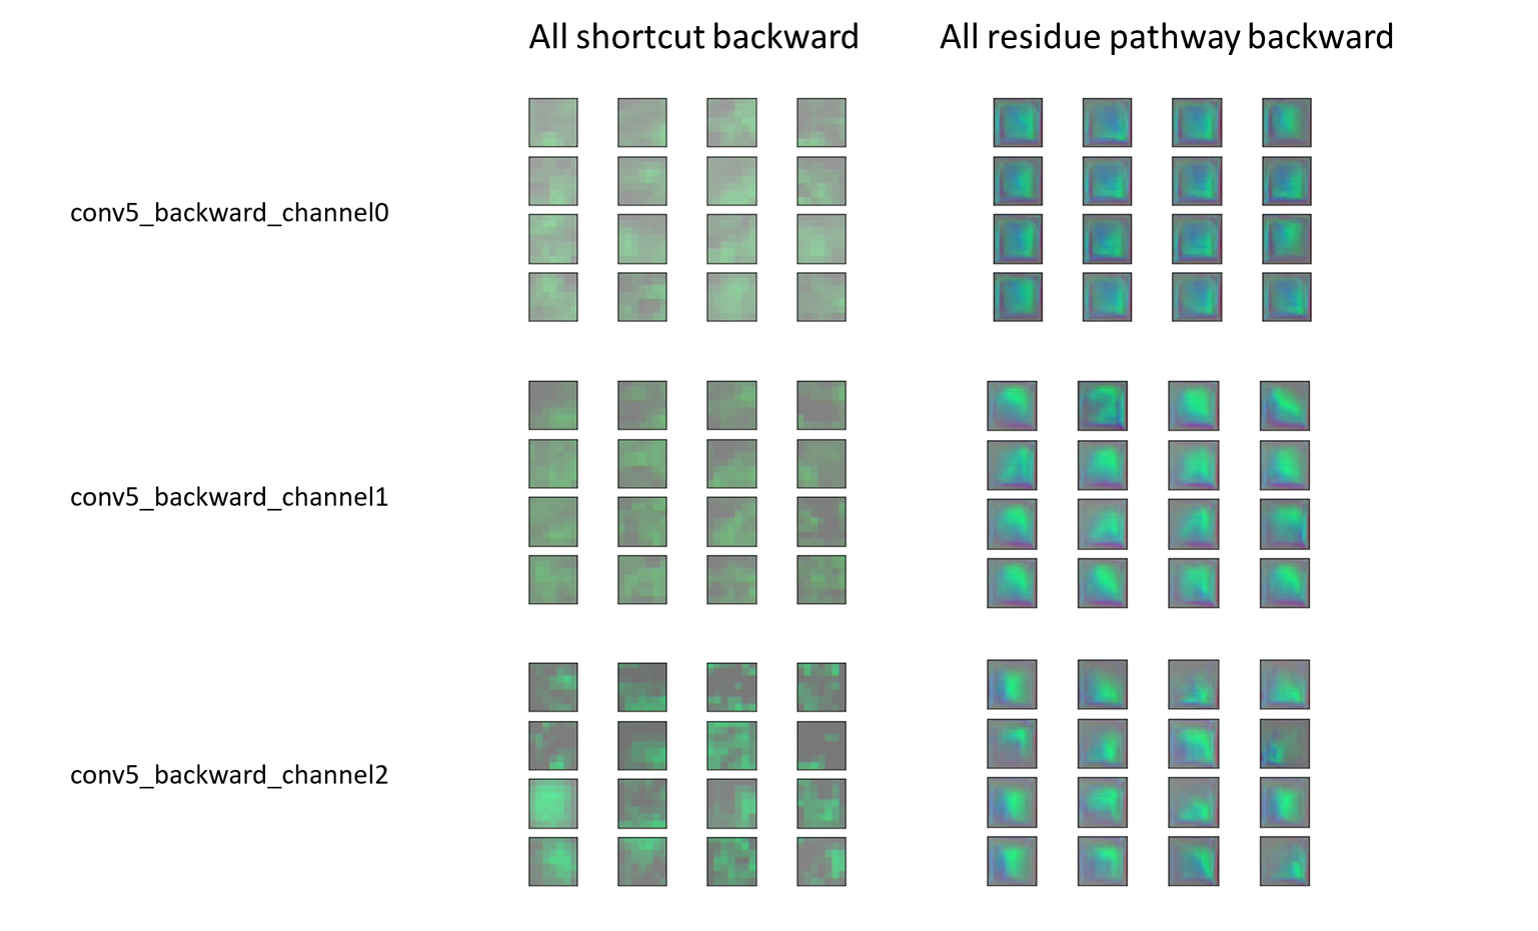 All shortcut backward
All residue pathway backward
conv5_backward_channel0
conv5_backward_channel1
conv5_backward_channel2